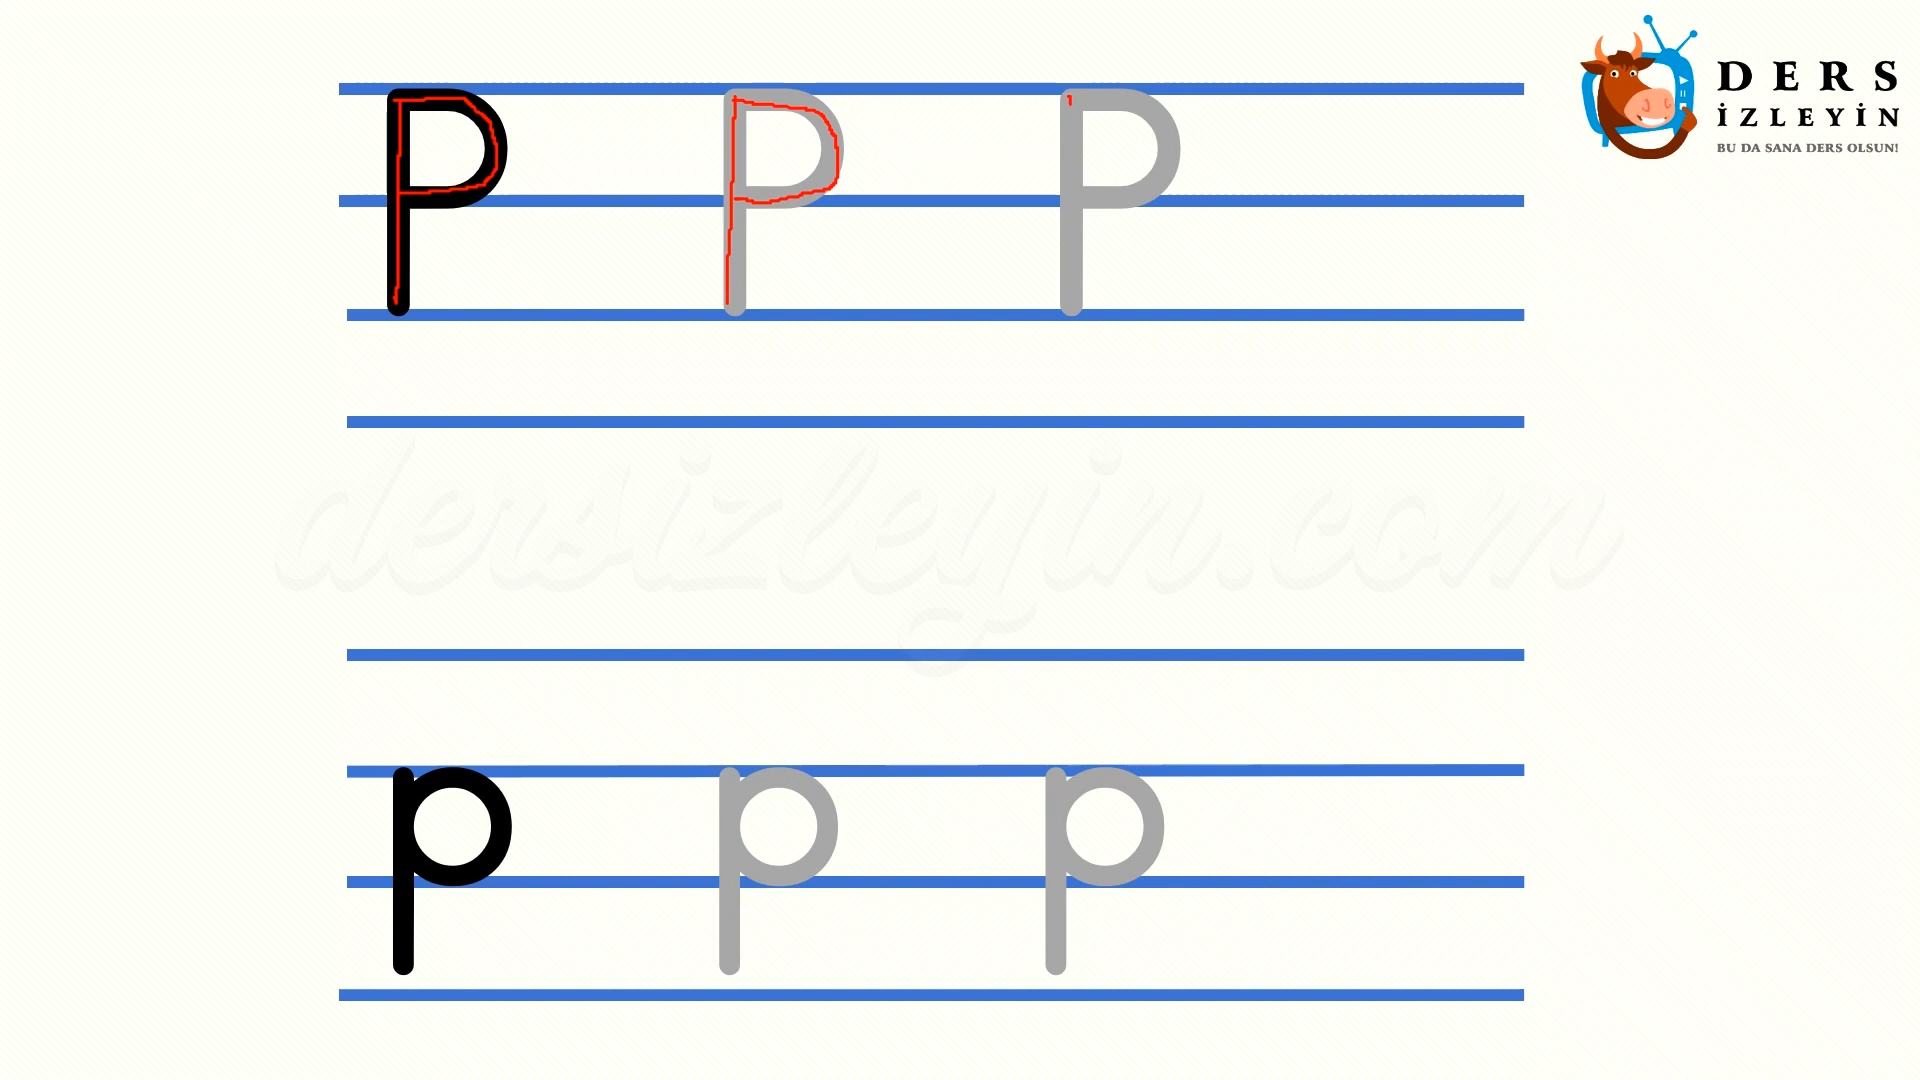 DERS
İZLEYİN
BU DA SANA DERS OLSUN!
P P P
dersizleyin.com
p p p